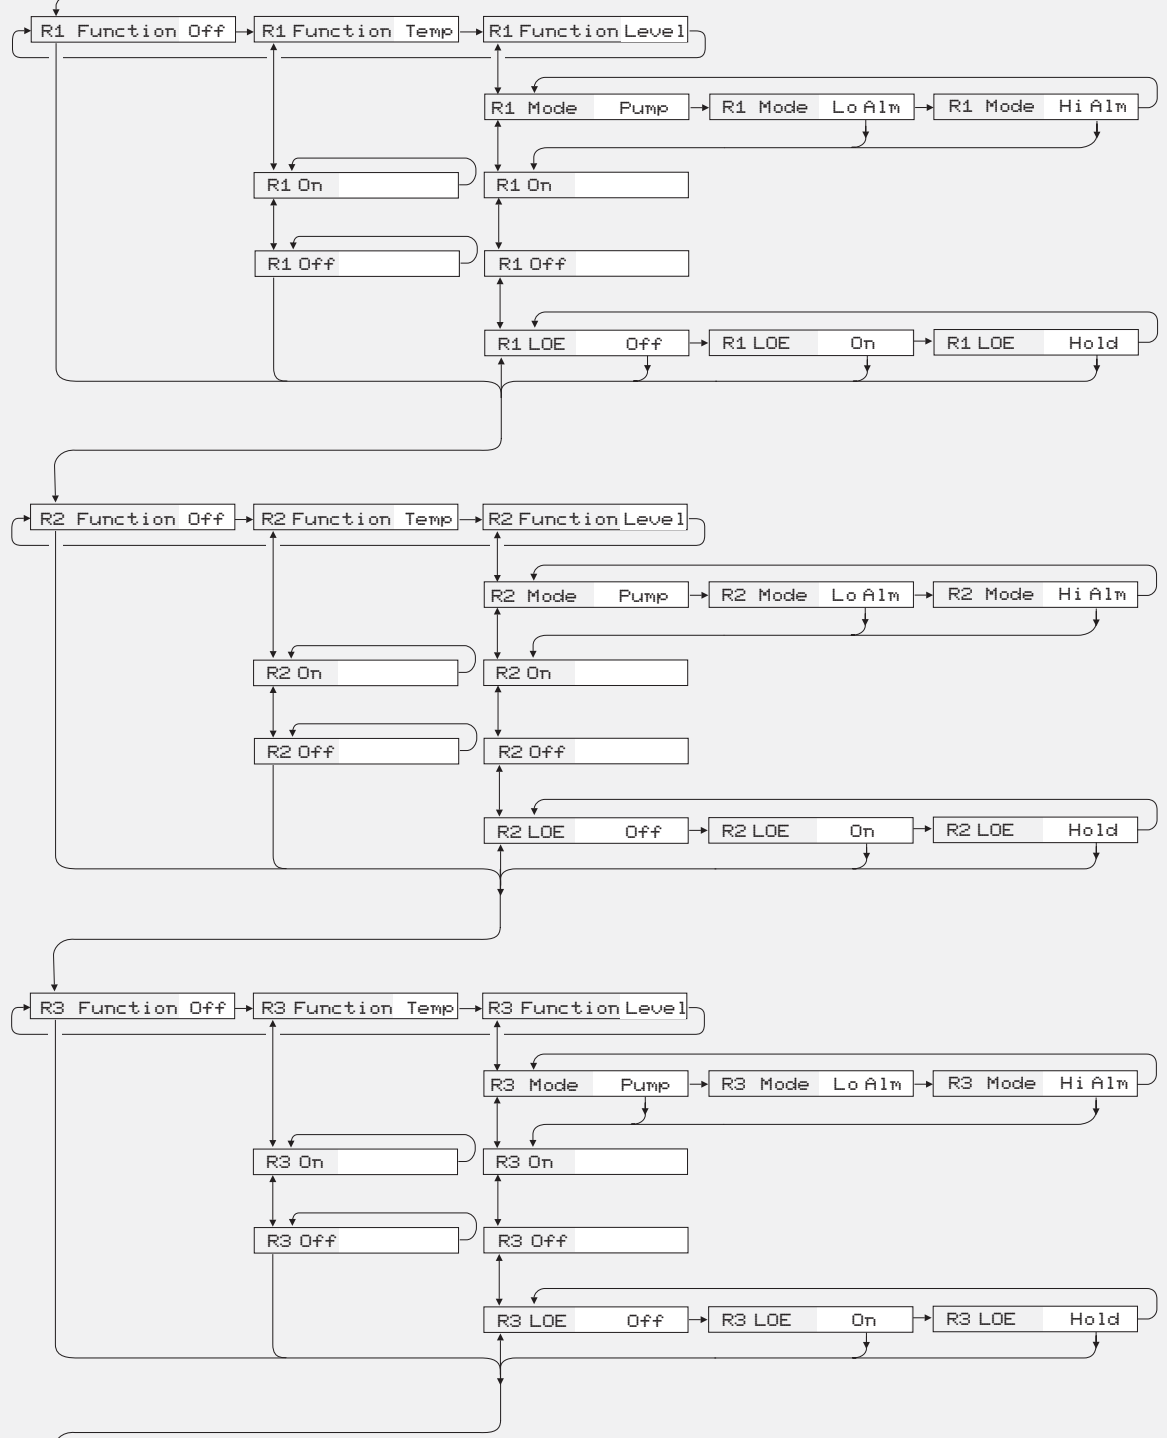 R1 Function Off R1 Function Temp R1 Function Level
R1 Mode Pump R1 Mode Lo Alm R1 Mode Hi Alm
R1 On R1 On
R1 Off R1 Off
R1 LOE Off R1 LOE On R1 LOE Hold
R2 Function Off R2 Function Temp R2 Function Level
R2 Mode Pump R2 Mode Lo Alm R2 Mode Hi Alm
R2 On R2 On
R2 Off R2 Off
R2 LOE Off R2 LOE On R2 LOE Hold
R3 Function Off R3 Function Temp R3 Function Level
R3 Mode Pump R3 Mode Lo Alm R3 Mode Hi Alm
R3 On R3 On
R3 Off R3 Off
R3 LOE Off R3 LOE On R3 LOE Hold